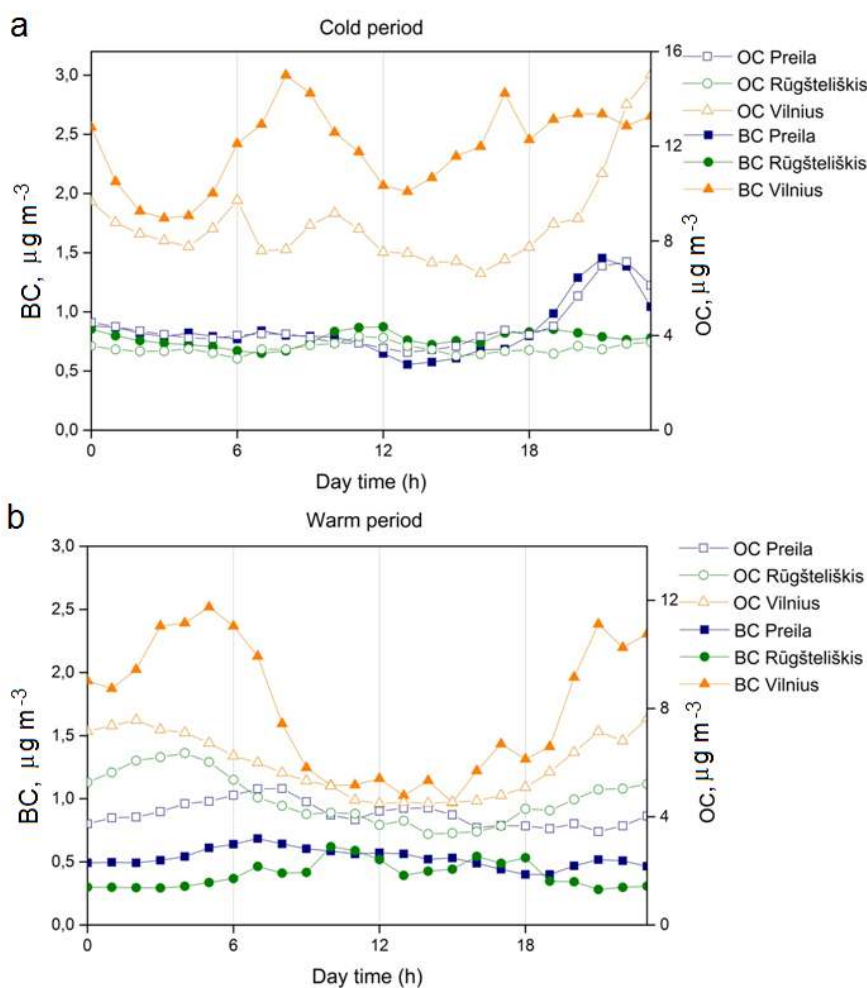 a
Cold period
3,0
2,5
2,0
1,5
1,0
0,5
0,0
BC, μg m⁻³
16
12
8
4
0
OC, μg m⁻³
0 6 12 18
Day time (h)
OC Preila
OC Rūgšteliškis
OC Vilnius
BC Preila
BC Rūgšteliškis
BC Vilnius
b
Warm period
3,0
2,5
2,0
1,5
1,0
0,5
0,0
BC, μg m⁻³
12
8
4
0
OC, μg m⁻³
0 6 12 18
Day time (h)
OC Preila
OC Rūgšteliškis
OC Vilnius
BC Preila
BC Rūgšteliškis
BC Vilnius